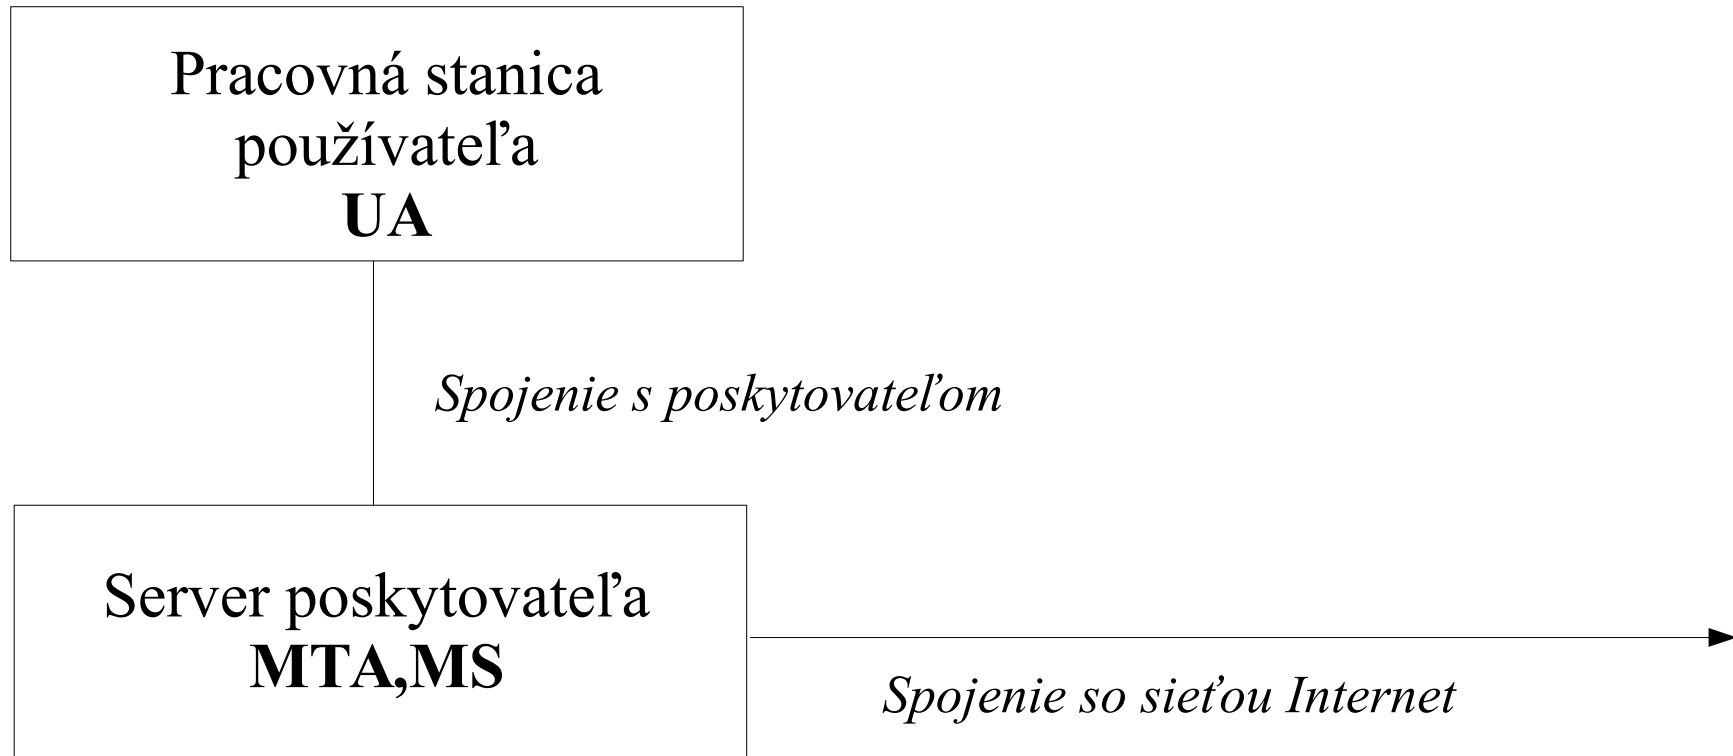 Pracovná stanica
používateľa
UA
Spojenie s poskytovateľom
Server poskytovateľa
MTA,MS
Spojenie so sieťou Internet